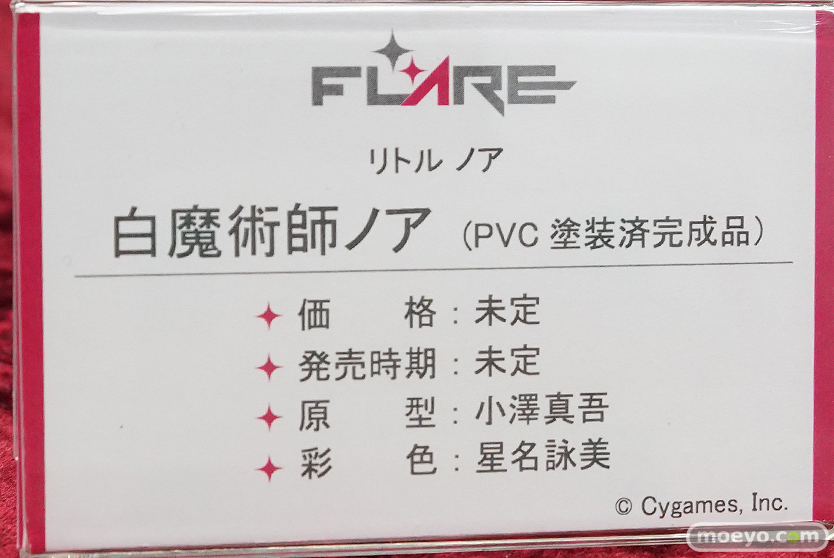 FLARE
リトル ノア
白魔術師ノア (PVC 塗装済完成品)
価　　格：未定
発売時期：未定
原　　型：小澤真吾
彩　　色：星名詠美
© Cygames, Inc.
moeyo.com